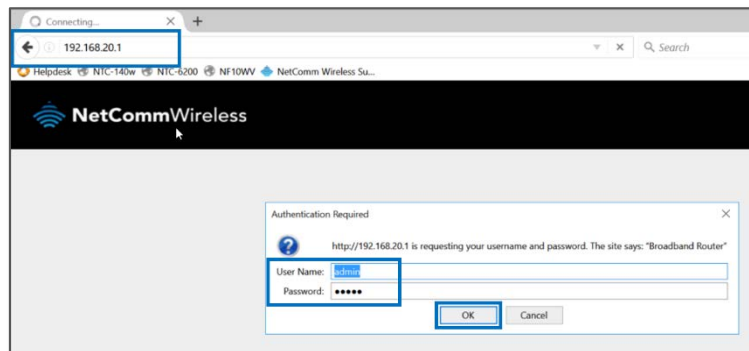 Connecting...
192.168.20.1
Search
Helpdesk NTC-140w NTC-6200 NF10WV NetComm Wireless Su...
NetCommWireless
Authentication Required
http://192.168.20.1 is requesting your username and password. The site says: "Broadband Router"
User Name: admin
Password: •••••
OK Cancel